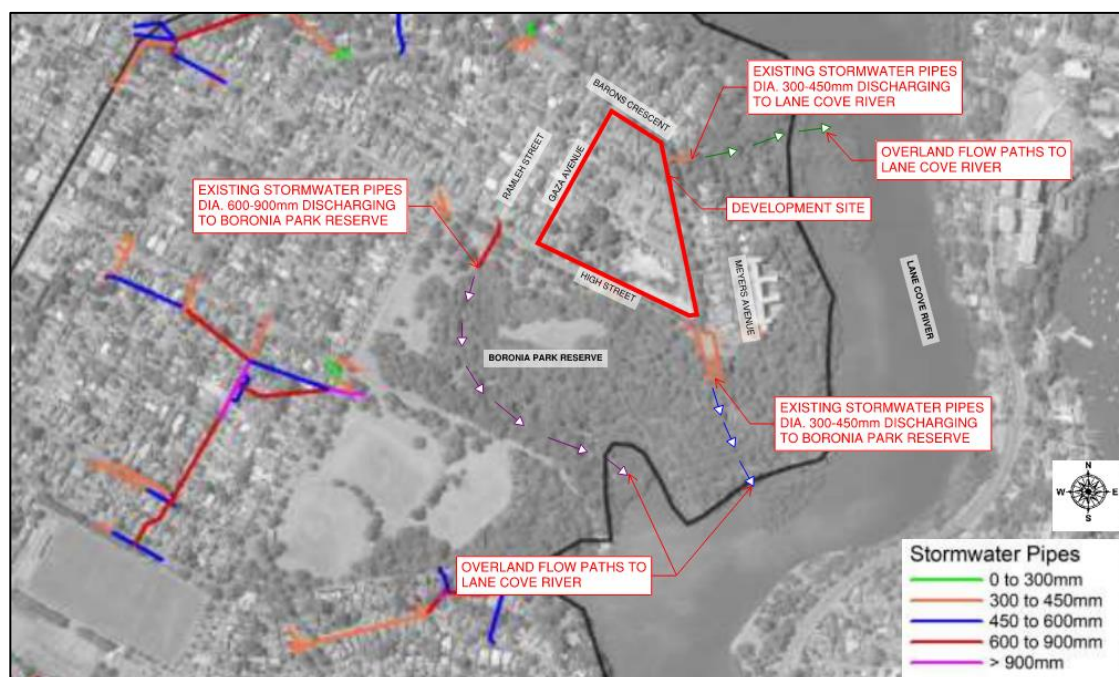 EXISTING STORMWATER PIPES
DIA. 300-450mm DISCHARGING
TO LANE COVE RIVER
BARONS CRESCENT
OVERLAND FLOW PATHS TO
LANE COVE RIVER
RAMLEH STREET
GAZA AVENUE
EXISTING STORMWATER PIPES
DIA. 600-900mm DISCHARGING
TO BORONIA PARK RESERVE
DEVELOPMENT SITE
HIGH STREET
MEYERS AVENUE
LANE COVE RIVER
BORONIA PARK RESERVE
EXISTING STORMWATER PIPES
DIA. 300-450mm DISCHARGING
TO BORONIA PARK RESERVE
N
W E
S
OVERLAND FLOW PATHS TO
LANE COVE RIVER
Stormwater Pipes
0 to 300mm
300 to 450mm
450 to 600mm
600 to 900mm
> 900mm